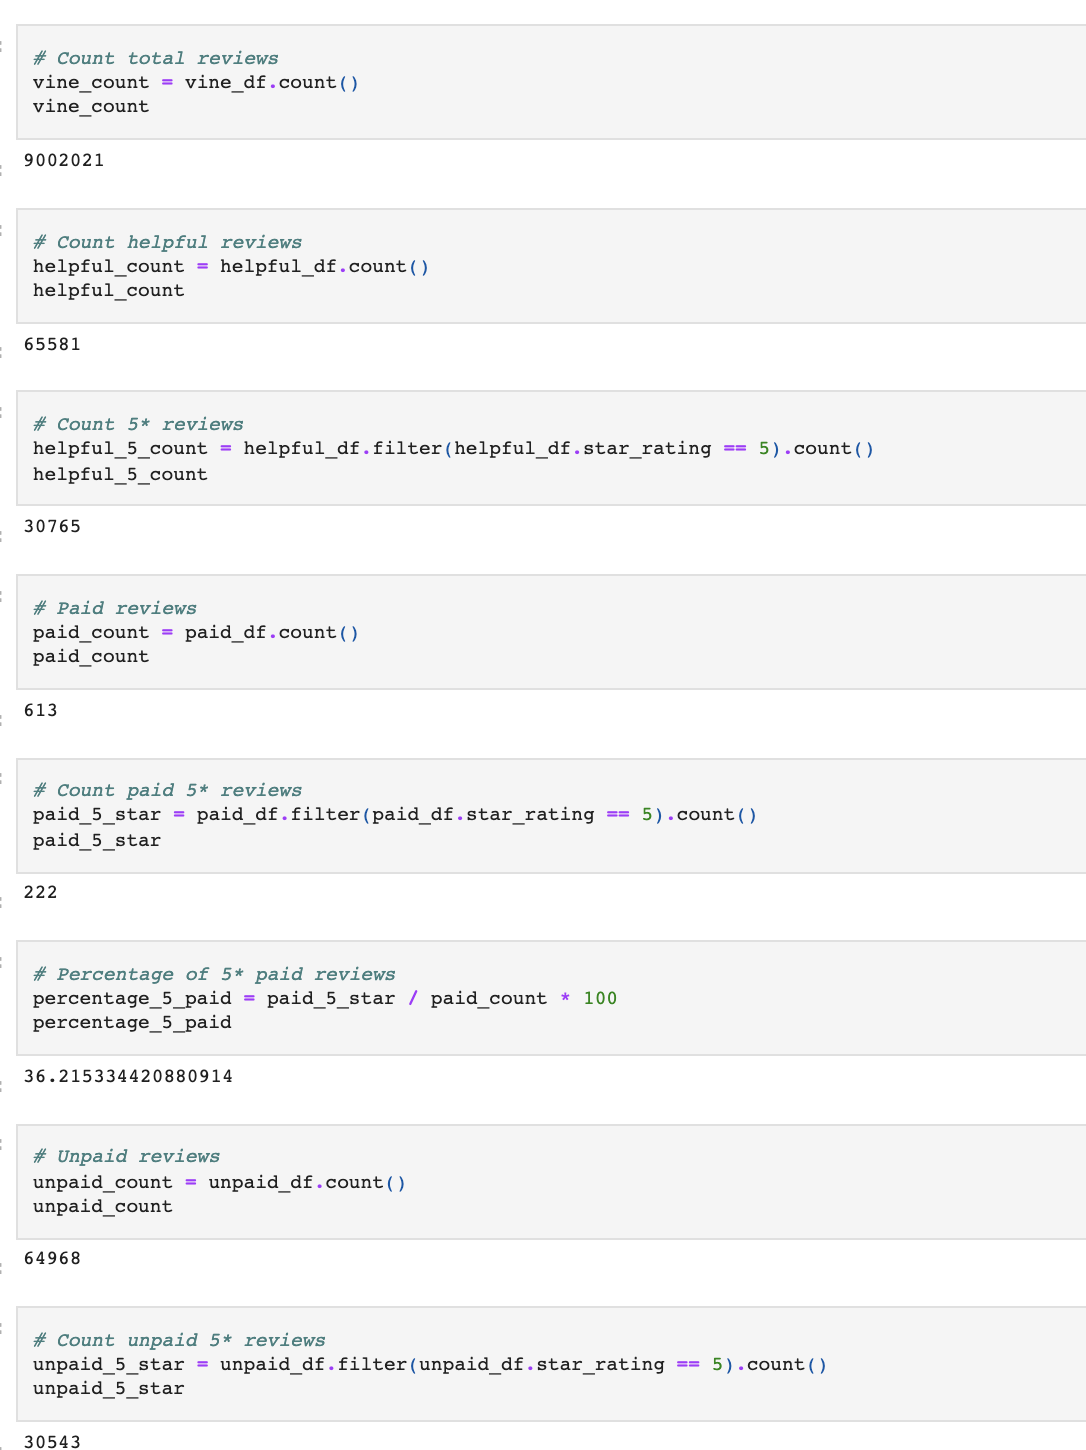 # Count total reviews
vine_count = vine_df.count()
vine_count
9002021
# Count helpful reviews
helpful_count = helpful_df.count()
helpful_count
65581
# Count 5* reviews
helpful_5_count = helpful_df.filter(helpful_df.star_rating == 5).count()
helpful_5_count
30765
# Paid reviews
paid_count = paid_df.count()
paid_count
613
# Count paid 5* reviews
paid_5_star = paid_df.filter(paid_df.star_rating == 5).count()
paid_5_star
222
# Percentage of 5* paid reviews
percentage_5_paid = paid_5_star / paid_count * 100
percentage_5_paid
36.215334420880914
# Unpaid reviews
unpaid_count = unpaid_df.count()
unpaid_count
64968
# Count unpaid 5* reviews
unpaid_5_star = unpaid_df.filter(unpaid_df.star_rating == 5).count()
unpaid_5_star
30543